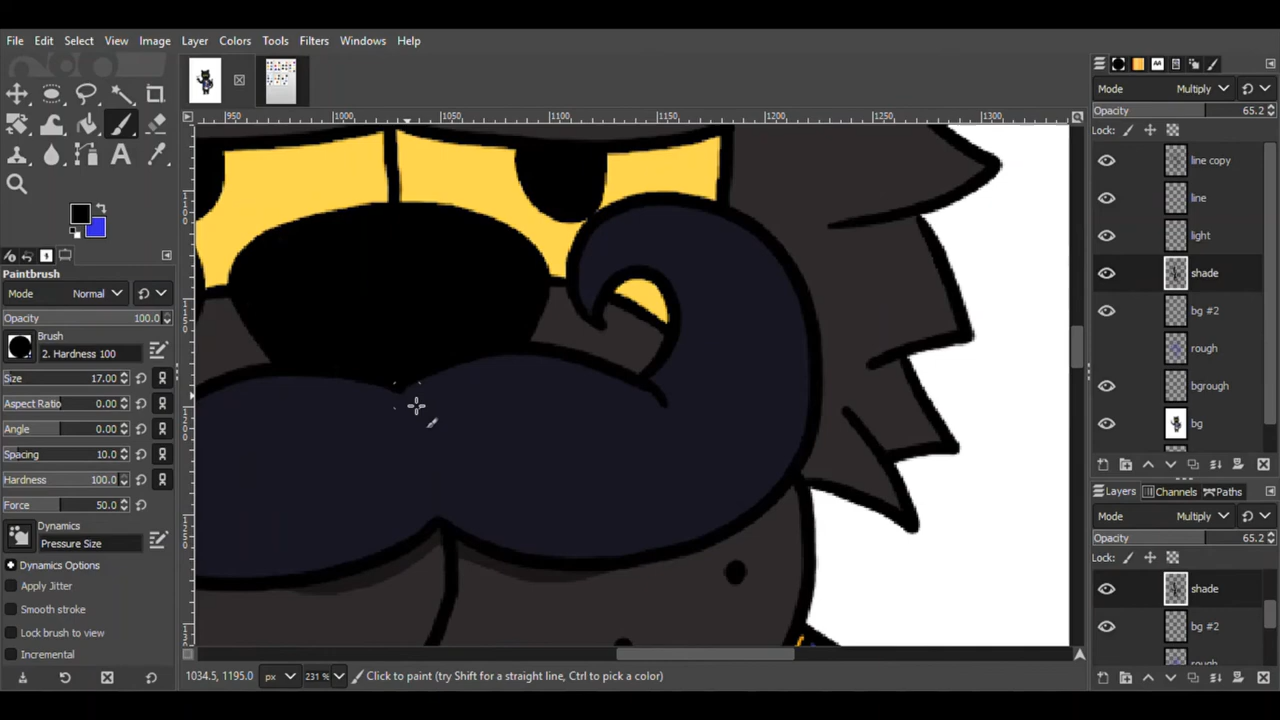 File Edit Select View Image Layer Colors Tools Filters Windows Help
950 1000 1050 1100 1150 1200 1250 1300
Paintbrush
Mode Normal
Opacity 100.0
Brush
2. Hardness 100
Size 17.00
Aspect Ratio 0.00
Angle 0.00
Spacing 10.0
Hardness 100.0
Force 50.0
Dynamics
Pressure Size
Dynamics Options
Apply Jitter
Smooth stroke
Lock brush to view
Incremental
1034.5, 1195.0 px 231 % Click to paint (try Shift for a straight line, Ctrl to pick a color)
Mode Multiply
Opacity 65.2
Lock:
line copy
line
light
shade
bg #2
rough
bgrough
bg
Layers Channels Paths
Mode Multiply
Opacity 65.2
Lock:
shade
bg #2
rough